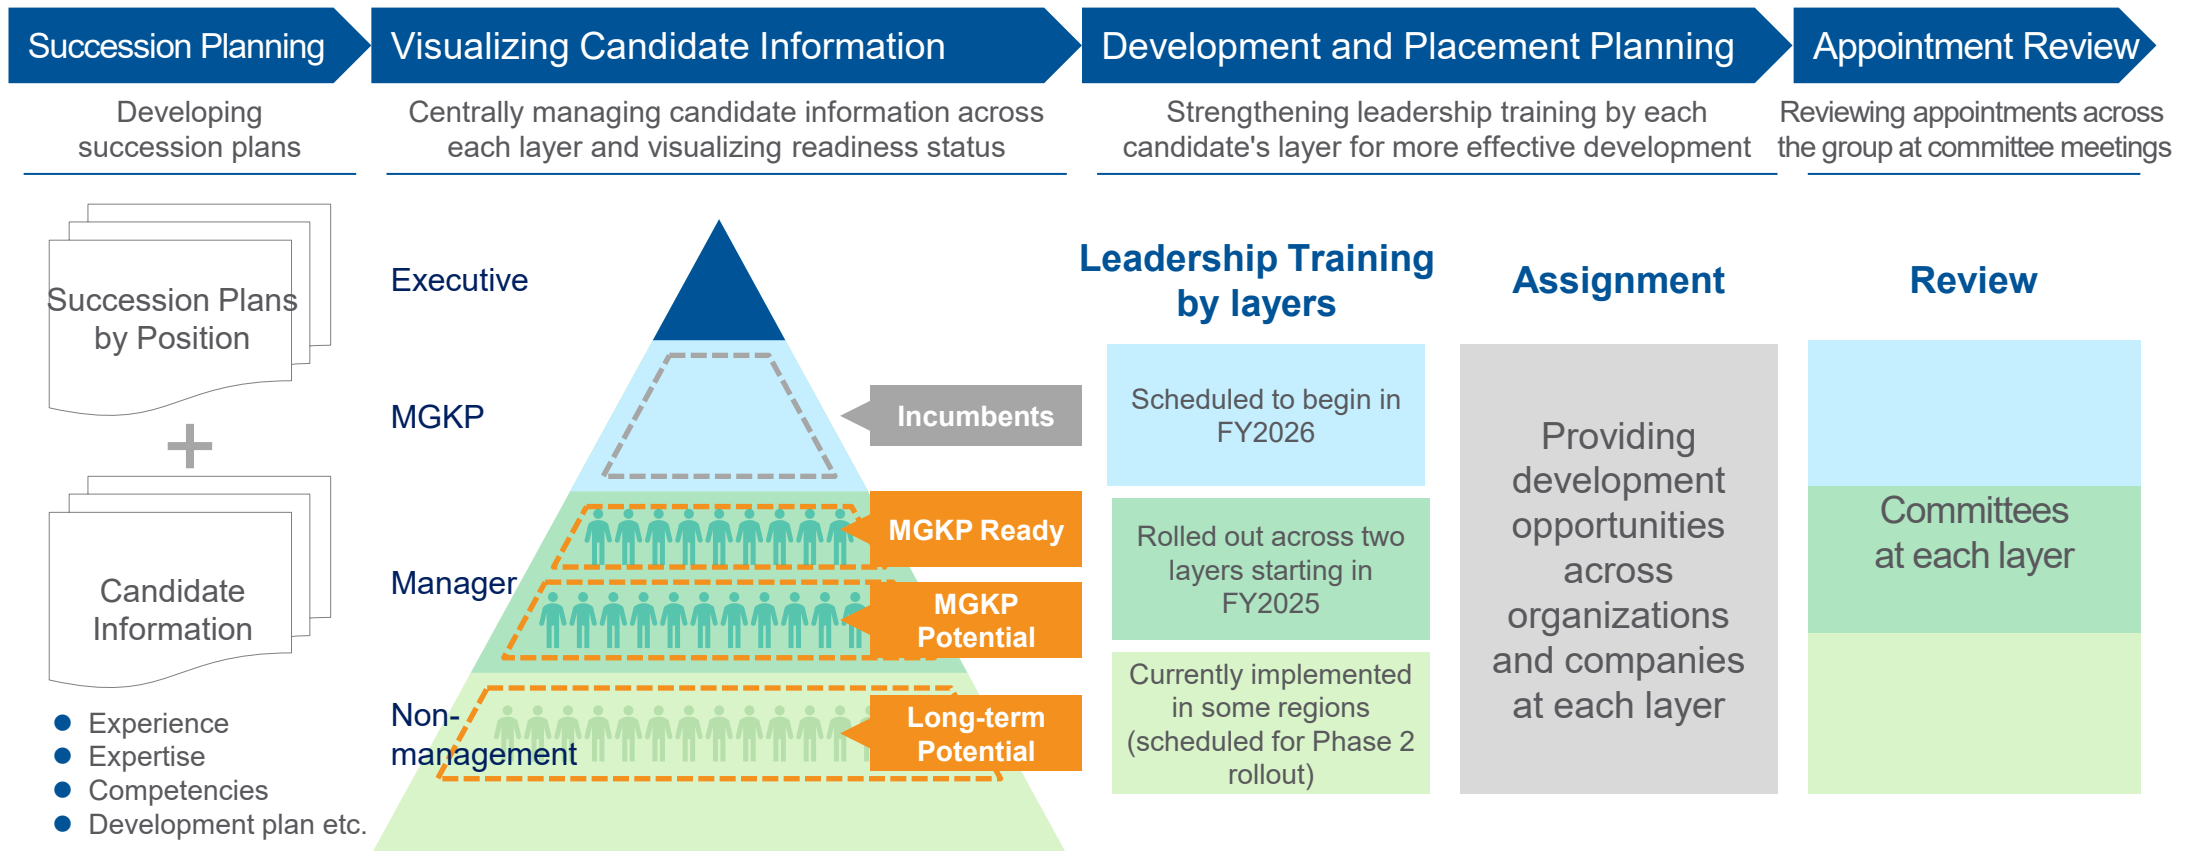 Succession Planning
Visualizing Candidate Information
Development and Placement Planning
Appointment Review
Developing
succession plans
Centrally managing candidate information across
each layer and visualizing readiness status
Strengthening leadership training by each
candidate's layer for more effective development
Reviewing appointments across
the group at committee meetings
Succession Plans
by Position
+
Candidate
Information
Experience
Expertise
Competencies
Development plan etc.
Executive
MGKP
Manager
Non-
management
Incumbents
MGKP Ready
MGKP
Potential
Long-term
Potential
Leadership Training
by layers
Scheduled to begin in
FY2026
Rolled out across two
layers starting in
FY2025
Currently implemented
in some regions
(scheduled for Phase 2
rollout)
Assignment
Providing
development
opportunities
across
organizations
and companies
at each layer
Review
Committees
at each layer